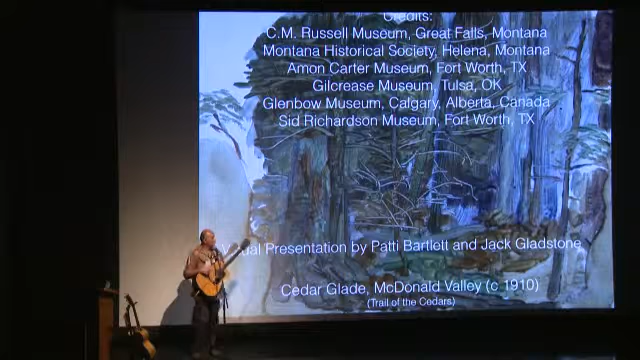 Credits:
C.M. Russell Museum, Great Falls, Montana
Montana Historical Society, Helena, Montana
Amon Carter Museum, Fort Worth, TX
Gilcrease Museum, Tulsa, OK
Glenbow Museum, Calgary, Alberta, Canada
Sid Richardson Museum, Fort Worth, TX
Presentation by Patti Bartlett and Jack Gladstone
Cedar Glade, McDonald Valley (c 1910)
(Trail of the Cedars)